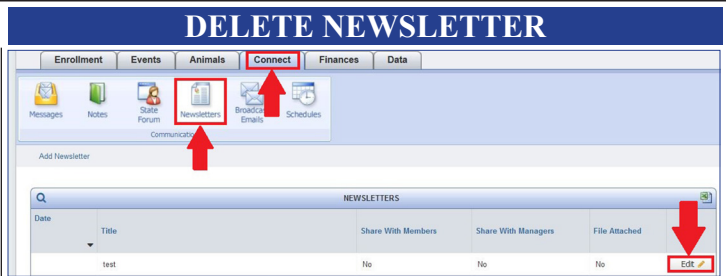 DELETE NEWSLETTER
Enrollment Events Animals Connect Finances Data
Messages Notes State Forum Newsletters Broadcast Emails Schedules
Communication
Add Newsletter
NEWSLETTERS
Date Title Share With Members Share With Managers File Attached
test No No No Edit